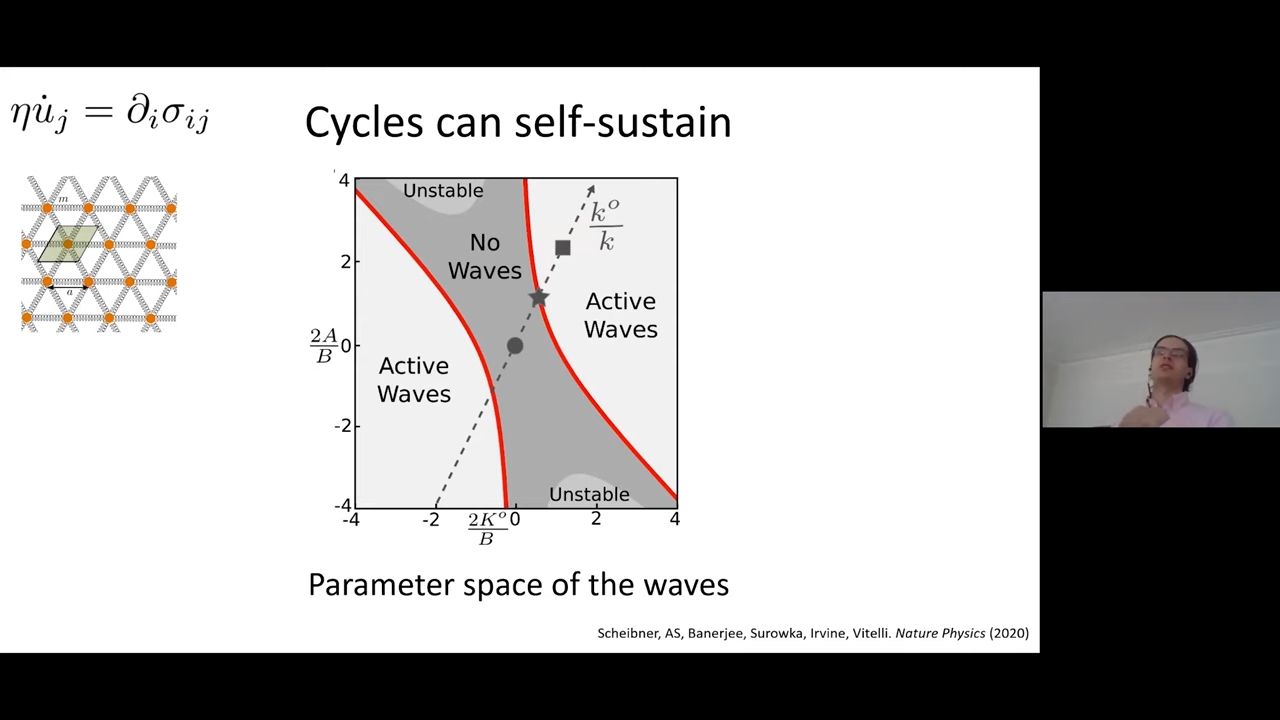 ηu̇ⱼ = ∂ᵢσᵢⱼ
Cycles can self-sustain
m
a
4
2
0
-2
-4
2A
B
Unstable
No
Waves
kᵒ
k
Active
Waves
Active
Waves
Unstable
-4
-2
0
2
4
2Kᵒ
B
Parameter space of the waves
Scheibner, AS, Banerjee, Surowka, Irvine, Vitelli. Nature Physics (2020)